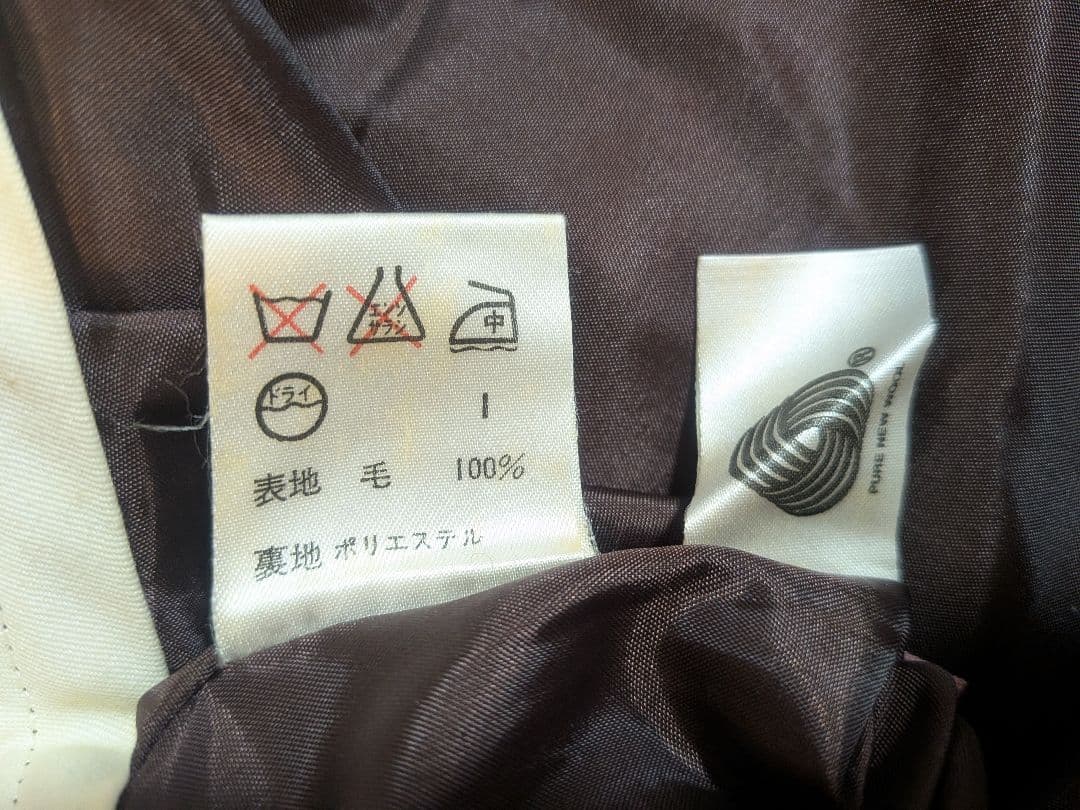 エンソ
サラシ
中
ドライ
1
表地 毛 100%
裏地 ポリエステル
PURE NEW WOOL
®